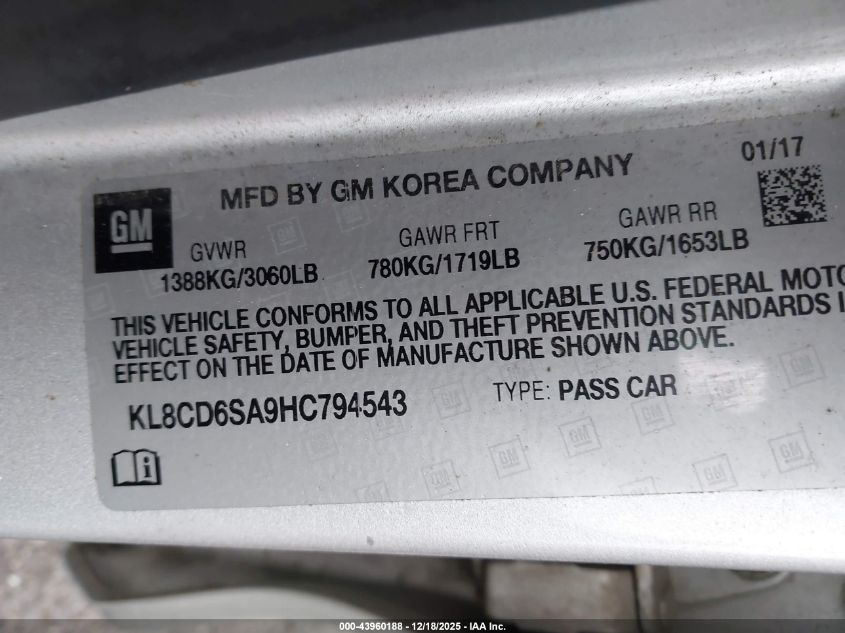 01/17
MFD BY GM KOREA COMPANY
GM
GVWR GAWR FRT GAWR RR
1388KG/3060LB 780KG/1719LB 750KG/1653LB
THIS VEHICLE CONFORMS TO ALL APPLICABLE U.S. FEDERAL MOTO
VEHICLE SAFETY, BUMPER, AND THEFT PREVENTION STANDARDS I
EFFECT ON THE DATE OF MANUFACTURE SHOWN ABOVE.
KL8CD6SA9HC794543 TYPE: PASS CAR
000-43960188 - 12/18/2025 - IAA Inc.